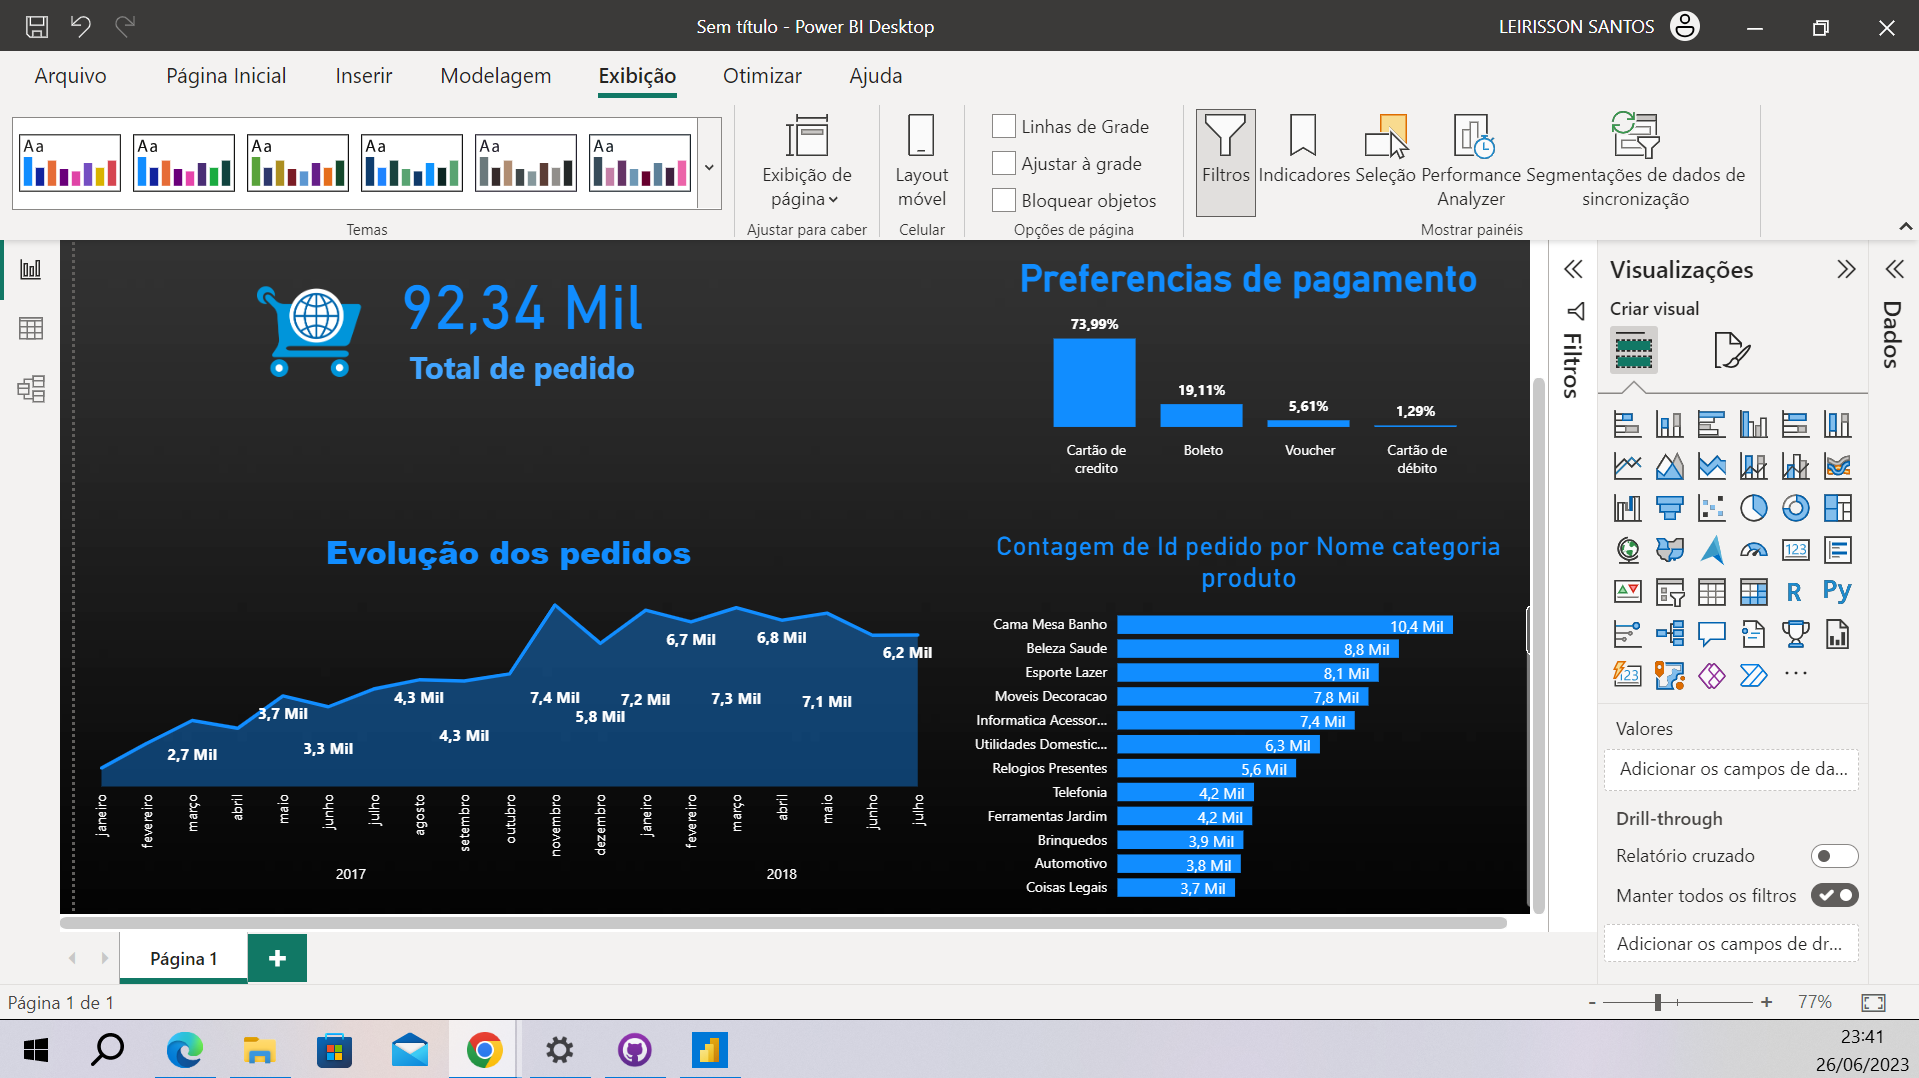 Sem título - Power BI Desktop
LEIRISSON SANTOS
Arquivo
Página Inicial
Inserir
Modelagem
Exibição
Otimizar
Ajuda
Aa
Aa
Aa
Aa
Aa
Aa
Temas
Exibição de
página
Ajustar para caber
Layout
móvel
Celular
Linhas de Grade
Ajustar à grade
Bloquear objetos
Opções de página
Filtros
Indicadores
Seleção
Performance
Analyzer
Segmentações de dados de
sincronização
Mostrar painéis
92,34 Mil
Total de pedido
Preferencias de pagamento
73,99%
19,11%
5,61%
1,29%
Cartão de
credito
Boleto
Voucher
Cartão de
débito
Evolução dos pedidos
2,7 Mil
3,7 Mil
3,3 Mil
4,3 Mil
4,3 Mil
7,4 Mil
5,8 Mil
7,2 Mil
6,7 Mil
7,3 Mil
6,8 Mil
7,1 Mil
6,2 Mil
janeiro
fevereiro
março
abril
maio
junho
julho
agosto
setembro
outubro
novembro
dezembro
janeiro
fevereiro
março
abril
maio
junho
julho
2017
2018
Contagem de Id pedido por Nome categoria
produto
Cama Mesa Banho 10,4 Mil
Beleza Saude 8,8 Mil
Esporte Lazer 8,1 Mil
Moveis Decoracao 7,8 Mil
Informatica Acessor... 7,4 Mil
Utilidades Domestic... 6,3 Mil
Relogios Presentes 5,6 Mil
Telefonia 4,2 Mil
Ferramentas Jardim 4,2 Mil
Brinquedos 3,9 Mil
Automotivo 3,8 Mil
Coisas Legais 3,7 Mil
Filtros
Visualizações
Criar visual
123
R
Py
123
...
Valores
Adicionar os campos de da...
Drill-through
Relatório cruzado
Manter todos os filtros
Adicionar os campos de dr...
Dados
Página 1
+
Página 1 de 1
- + 77%
23:41
26/06/2023